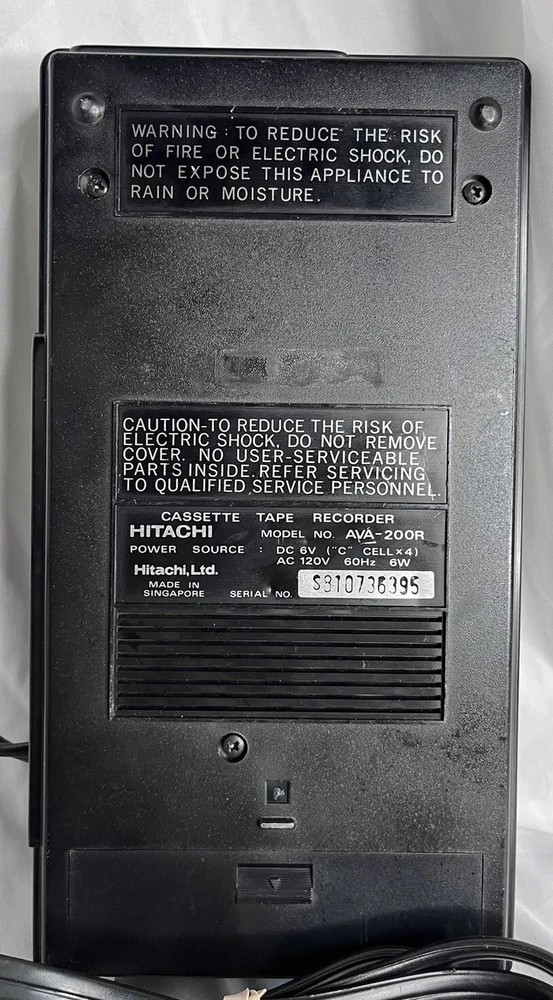 WARNING : TO REDUCE THE RISK
OF FIRE OR ELECTRIC SHOCK, DO
NOT EXPOSE THIS APPLIANCE TO
RAIN OR MOISTURE.
CAUTION-TO REDUCE THE RISK OF
ELECTRIC SHOCK, DO NOT REMOVE
COVER. NO USER-SERVICEABLE
PARTS INSIDE. REFER SERVICING
TO QUALIFIED SERVICE PERSONNEL.
CASSETTE TAPE RECORDER
HITACHI MODEL NO. AVA-200R
POWER SOURCE : DC 6V ("C" CELL×4)
AC 120V 60Hz 6W
Hitachi, Ltd.
MADE IN
SINGAPORE SERIAL NO. S810736395